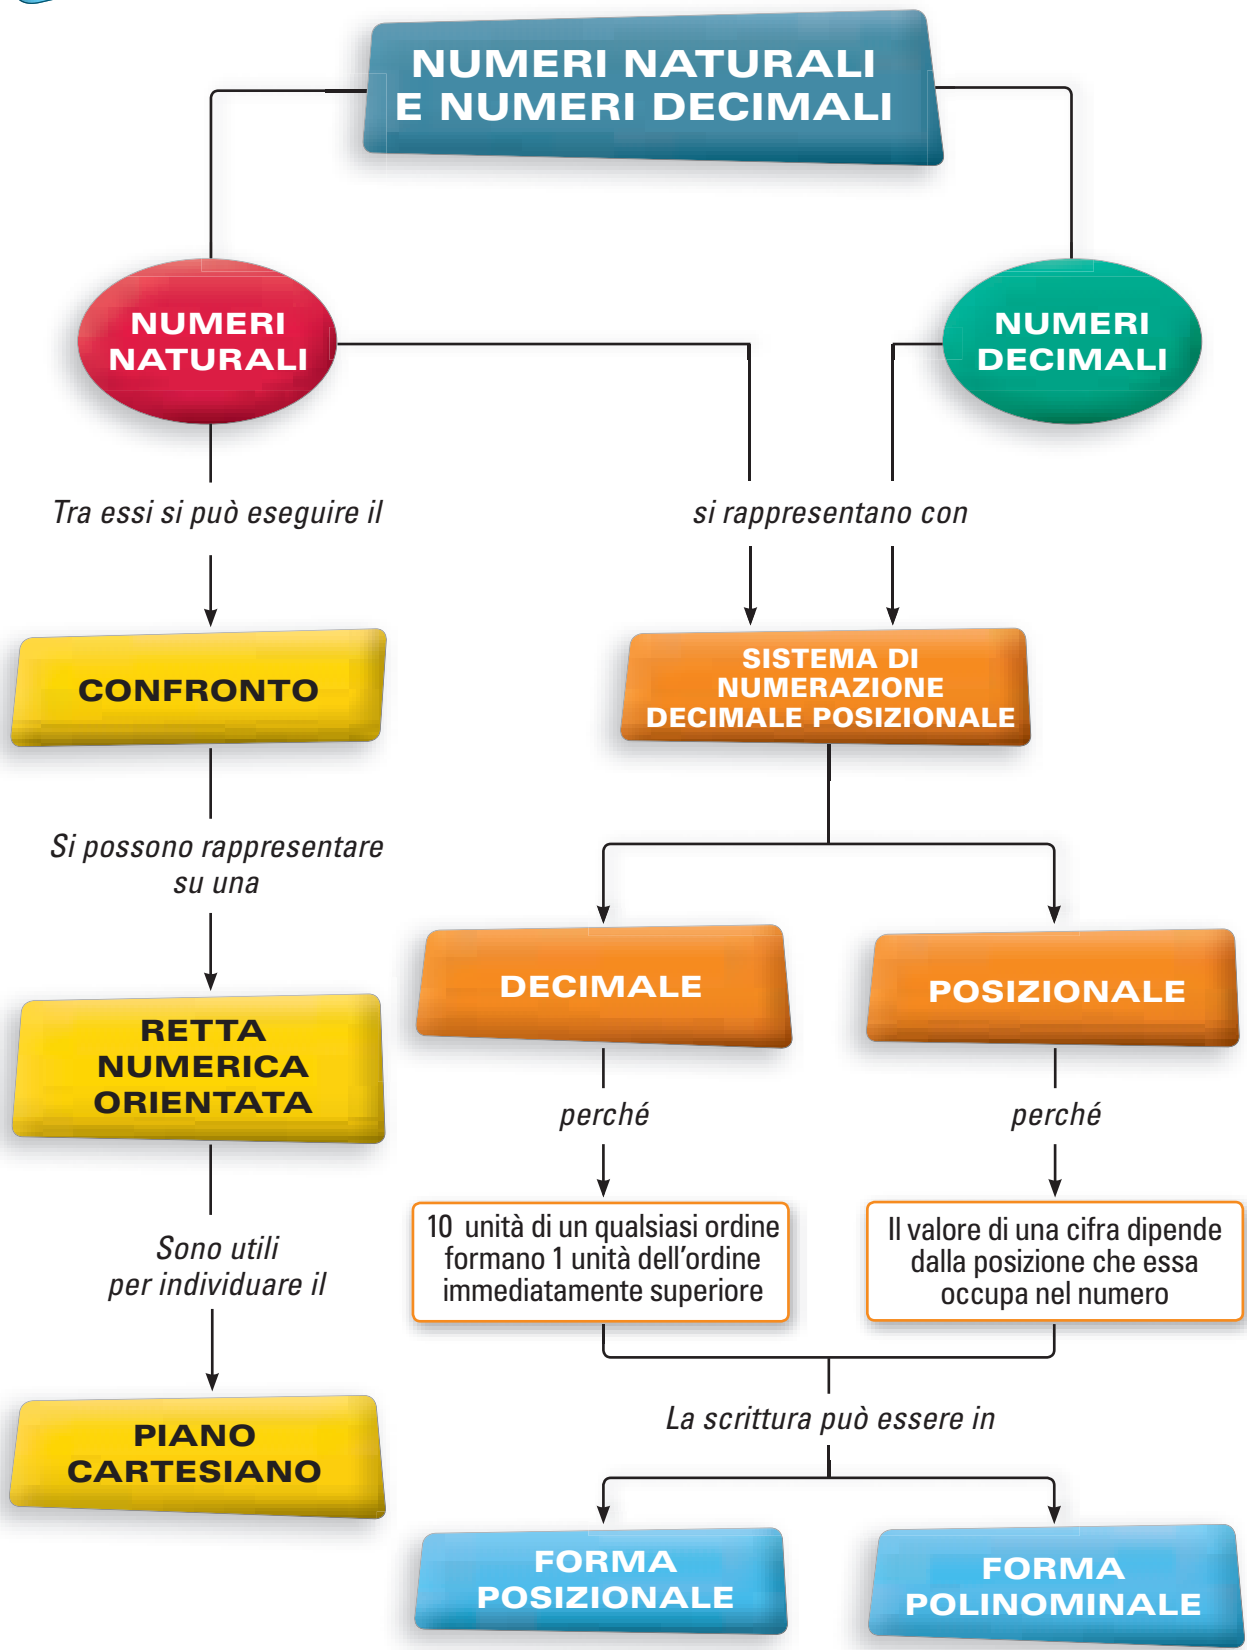 NUMERI NATURALI
E NUMERI DECIMALI
NUMERI
NATURALI
NUMERI
DECIMALI
Tra essi si può eseguire il
si rappresentano con
CONFRONTO
SISTEMA DI
NUMERAZIONE
DECIMALE POSIZIONALE
Si possono rappresentare
su una
DECIMALE
POSIZIONALE
RETTA
NUMERICA
ORIENTATA
perché
perché
10 unità di un qualsiasi ordine
formano 1 unità dell'ordine
immediatamente superiore
Il valore di una cifra dipende
dalla posizione che essa
occupa nel numero
Sono utili
per individuare il
PIANO
CARTESIANO
La scrittura può essere in
FORMA
POSIZIONALE
FORMA
POLINOMINALE